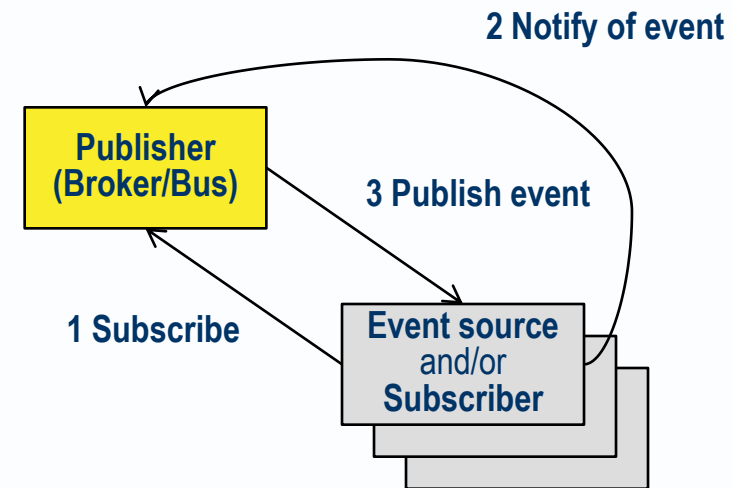 2 Notify of event
Publisher
(Broker/Bus)
3 Publish event
1 Subscribe
Event source
and/or
Subscriber